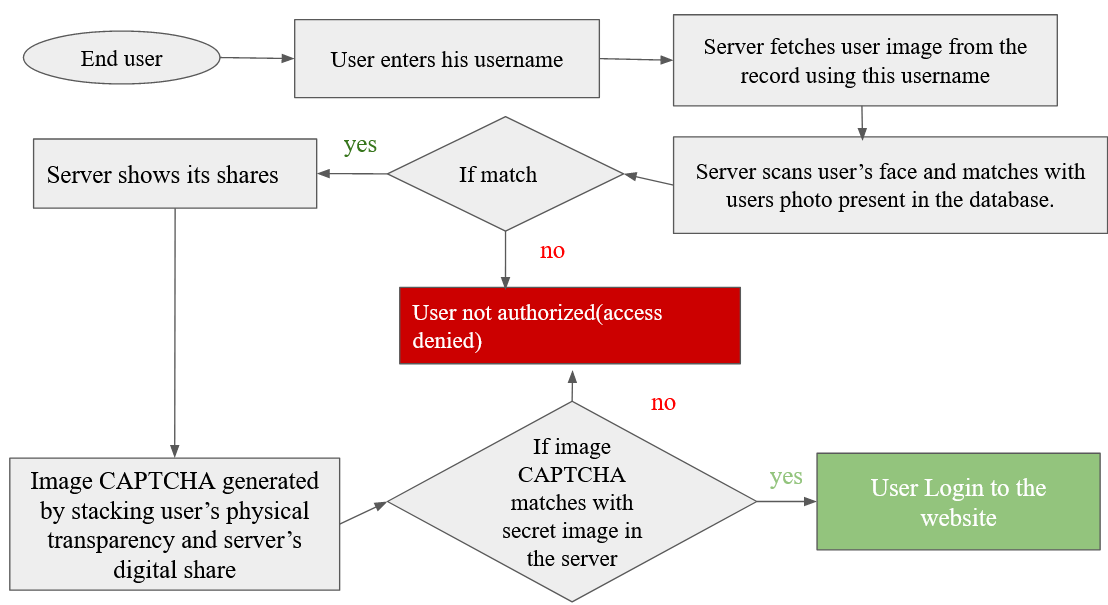 End user
User enters his username
Server fetches user image from the
record using this username
Server scans user’s face and matches with
users photo present in the database.
If match
yes
Server shows its shares
no
User not authorized(access
denied)
Image CAPTCHA generated
by stacking user’s physical
transparency and server’s
digital share
If image
CAPTCHA
matches with
secret image in
the server
no
yes
User Login to the
website